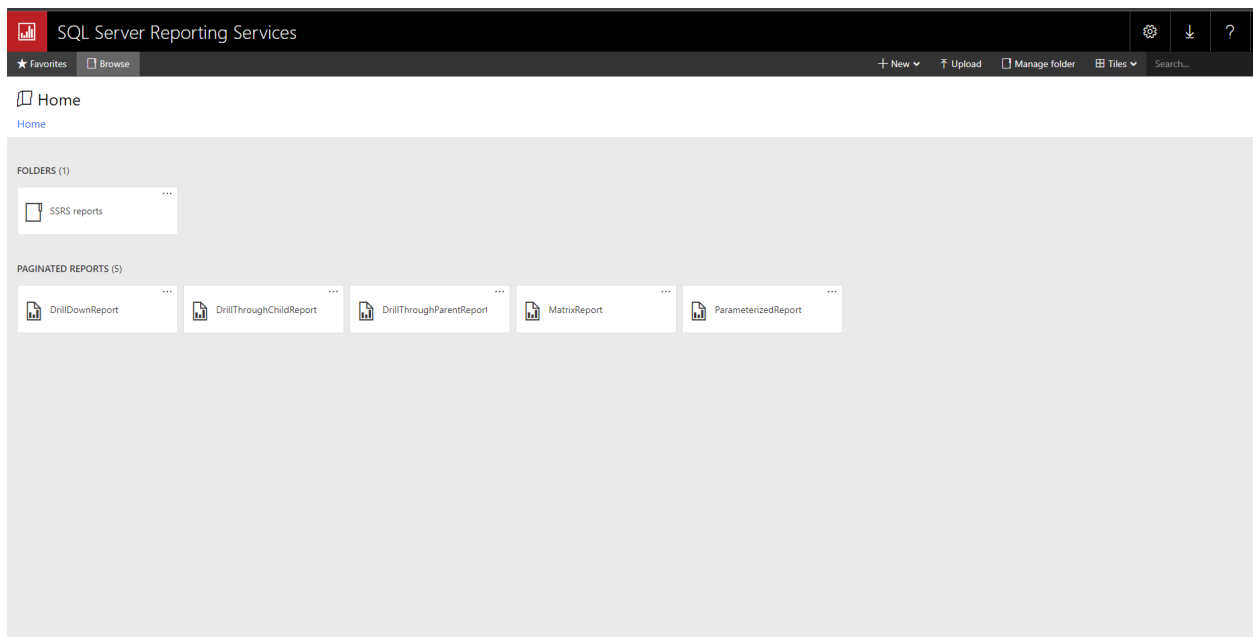 SQL Server Reporting Services
?
Favorites Browse New Upload Manage folder Tiles Search...
Home
Home
FOLDERS (1)
...
SSRS reports
PAGINATED REPORTS (5)
... ... ... ... ...
DrillDownReport DrillThroughChildReport DrillThroughParentReport MatrixReport ParameterizedReport